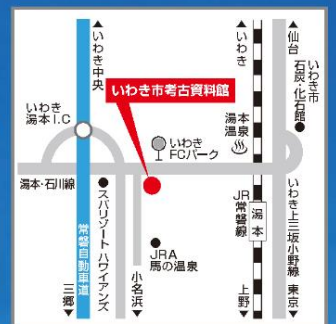 ▲いわき中央
▲いわき
▲仙台
いわき市考古資料館
いわき市
石炭・化石館
いわき
湯本I.C
いわき
FCパーク
湯本
温泉
湯本・石川線
スパリゾート ハワイアンズ
JR
常磐線
湯本
いわき上三坂小野線
常磐自動車道
JRA
馬の温泉
三郷▼
小名浜▼
上野▼
東京▼